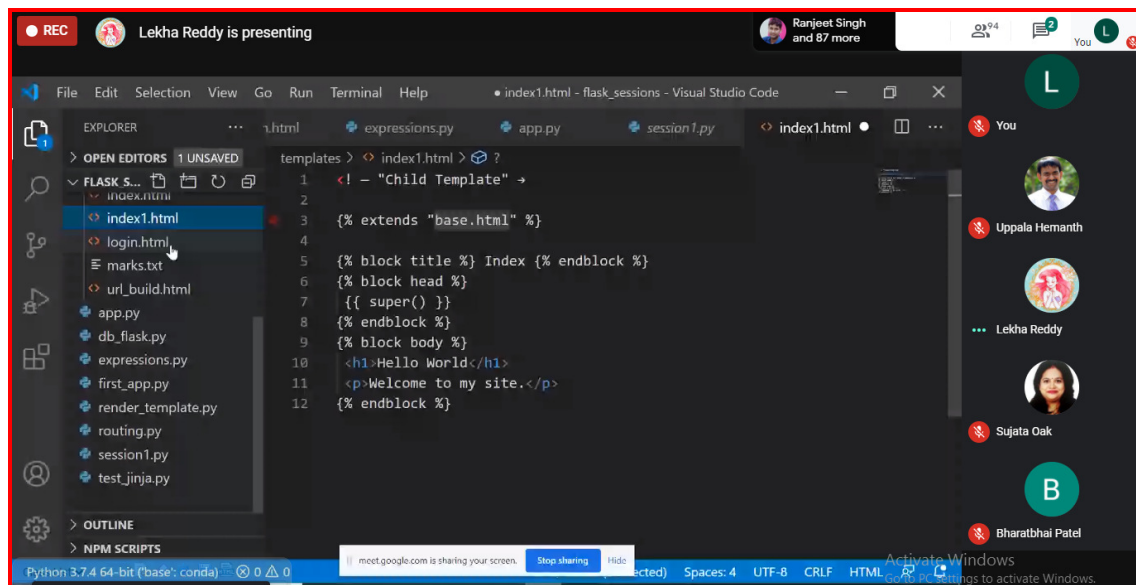 REC
Lekha Reddy is presenting
Ranjeet Singh
and 87 more
94
2
You
L
File Edit Selection View Go Run Terminal Help
● index1.html - flask_sessions - Visual Studio Code
EXPLORER
OPEN EDITORS 1 UNSAVED
FLASK_S...
index.html
index1.html
login.html
marks.txt
url_build.html
app.py
db_flask.py
expressions.py
first_app.py
render_template.py
routing.py
session1.py
test_jinja.py
OUTLINE
NPM SCRIPTS
1.html expressions.py app.py session1.py index1.html ●
templates > index1.html > ?
1 <! — "Child Template" →
2
3 {% extends "base.html" %}
4
5 {% block title %} Index {% endblock %}
6 {% block head %}
7 {{ super() }}
8 {% endblock %}
9 {% block body %}
10 <h1>Hello World</h1>
11 <p>Welcome to my site.</p>
12 {% endblock %}
L
You
Uppala Hemanth
Lekha Reddy
Sujata Oak
B
Bharatbhai Patel
meet.google.com is sharing your screen. Stop sharing Hide
Python 3.7.4 64-bit ('base': conda) 0 0
Spaces: 4 UTF-8 CRLF HTML
Activate Windows
Go to PC settings to activate Windows.